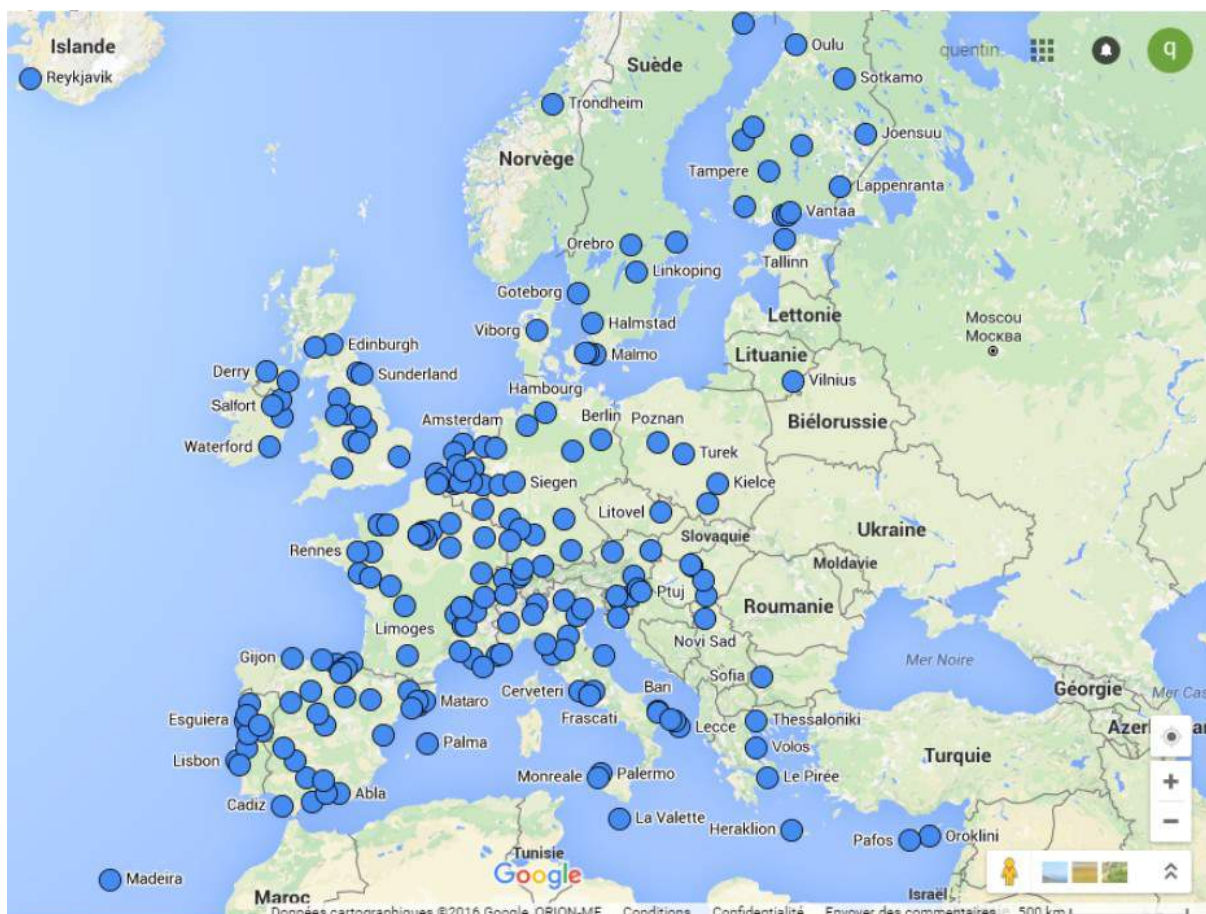 Islande
Reykjavik
Suède
Oulu
quentin
q
Sotkamo
Trondheim
Norvège
Joensuu
Tampere
Lappenranta
Vantaa
Orebro
Tallinn
Linkoping
Goteborg
Lettonie
Moscou
Москва
Viborg
Halmstad
Edinburgh
Malmo
Lituanie
Derry
Sunderland
Vilnius
Hambourg
Salfort
Amsterdam
Berlin
Poznan
Biélorussie
Waterford
Turek
Siegen
Kielce
Litovel
Ukraine
Rennes
Slovaquie
Moldavie
Ptuj
Roumanie
Limoges
Novi Sad
Gijon
Mer Noire
Sofia
Géorgie
Mer Cas
Cerveteri
Bari
Esguiera
Mataro
Frascati
Lecce
Thessaloniki
Azer
Palma
Volos
Lisbon
Turquie
Monreale
Palermo
Le Pirée
Cadiz
Abla
La Valette
Heraklion
Pafos
Oroklini
Tunisie
Madeira
Google
Maroc
Israël
Données cartographiques ©2016 Google, ORION-ME Conditions Confidentialité Envoyer des commentaires 500 km